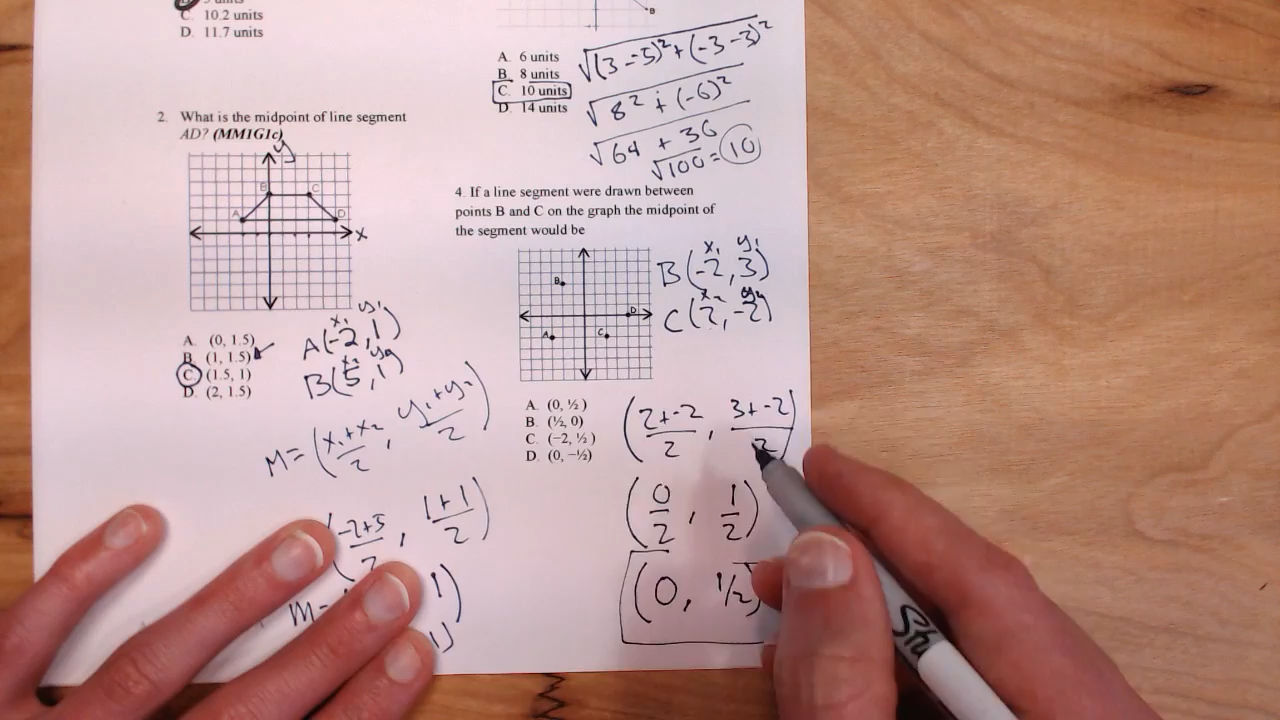 C. 10.2 units
D. 11.7 units
2. What is the midpoint of line segment
AD? (MM1G1c)
y
B C
A D
x
A. (0, 1.5)
B. (1, 1.5)
C. (1.5, 1)
D. (2, 1.5)
x₁ y₁
A(-2, 1)
x₂ y₂
B(5, 1)
M = (x₁+x₂/2, y₁+y₂/2)
(-2+5/2, 1+1/2)
M=
1)
B
A. 6 units
B. 8 units
C. 10 units
D. 14 units
√(3--5)²+(-3-3)²
√8²+(-6)²
√64 + 36
√100 = 10
4. If a line segment were drawn between
points B and C on the graph the midpoint of
the segment would be
B
D
A C
x₁ y₁
B(-2, 3)
x₂ y₂
C(2, -2)
A. (0, ½ )
B. (½, 0)
C. (−2, ½ )
D. (0, −½)
(2+-2/2, 3+-2/2)
(0/2, 1/2)
(0, 1/2)
Sh